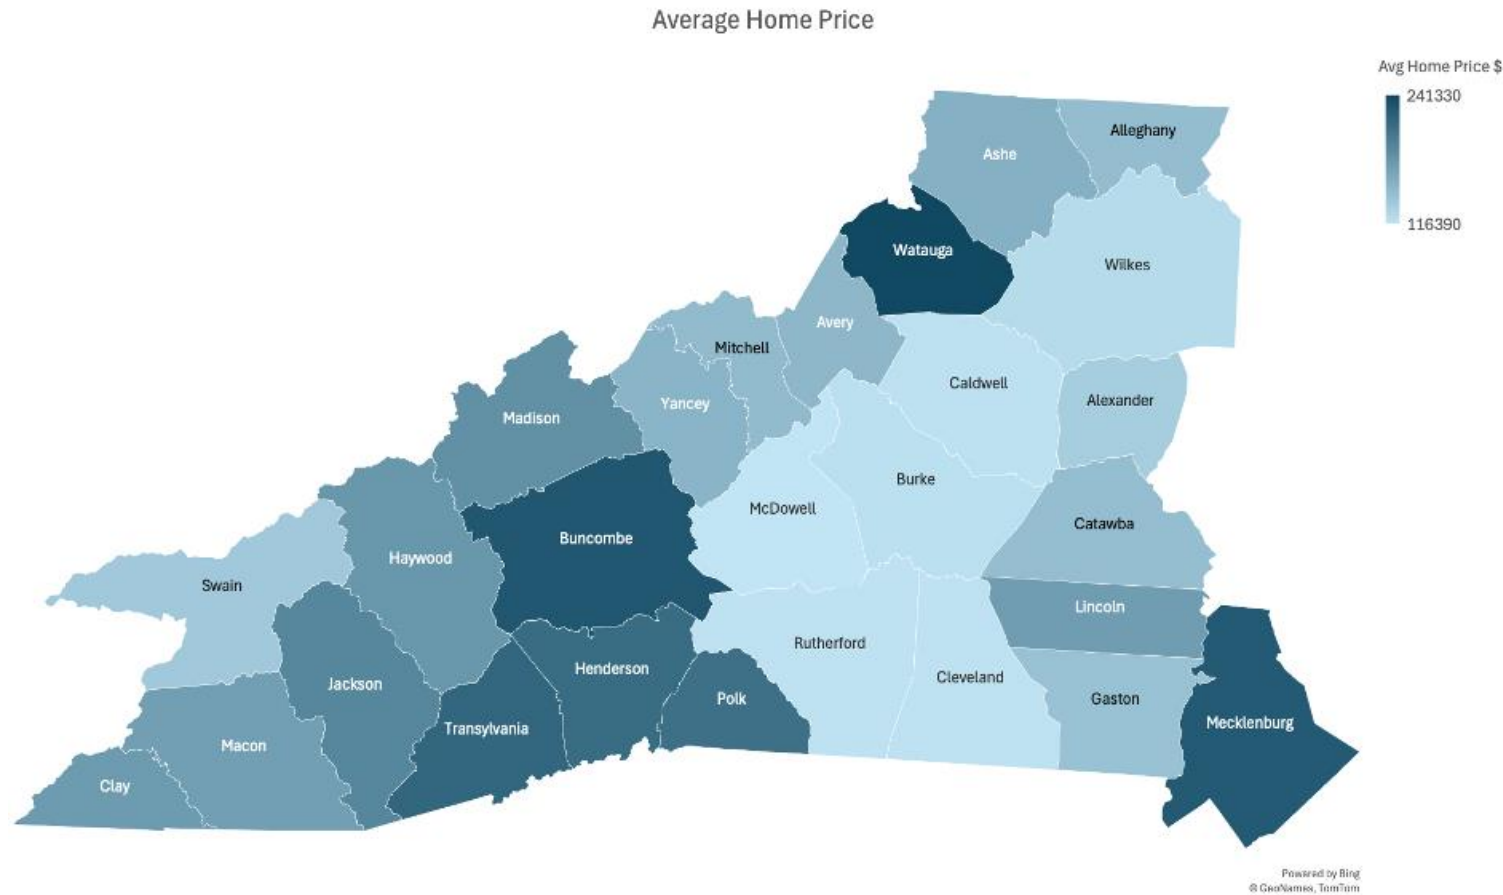 Average Home Price
Avg Home Price $
241330
116390
Alleghany
Ashe
Watauga
Wilkes
Avery
Mitchell
Caldwell
Alexander
Yancey
Madison
Burke
McDowell
Catawba
Buncombe
Haywood
Swain
Lincoln
Rutherford
Henderson
Cleveland
Jackson
Polk
Gaston
Mecklenburg
Transylvania
Macon
Clay
Powered by Bing
© GeoNames, TomTom